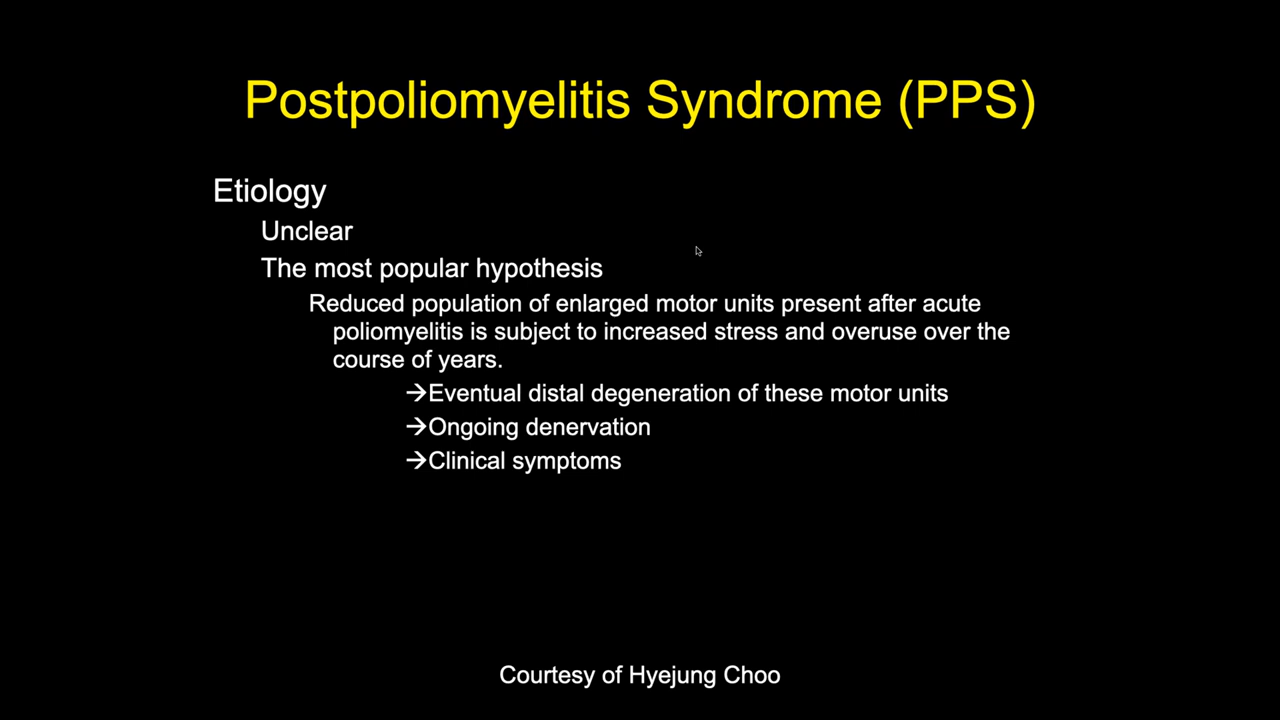 Postpoliomyelitis Syndrome (PPS)
Etiology
Unclear
The most popular hypothesis
Reduced population of enlarged motor units present after acute
poliomyelitis is subject to increased stress and overuse over the
course of years.
→Eventual distal degeneration of these motor units
→Ongoing denervation
→Clinical symptoms
Courtesy of Hyejung Choo